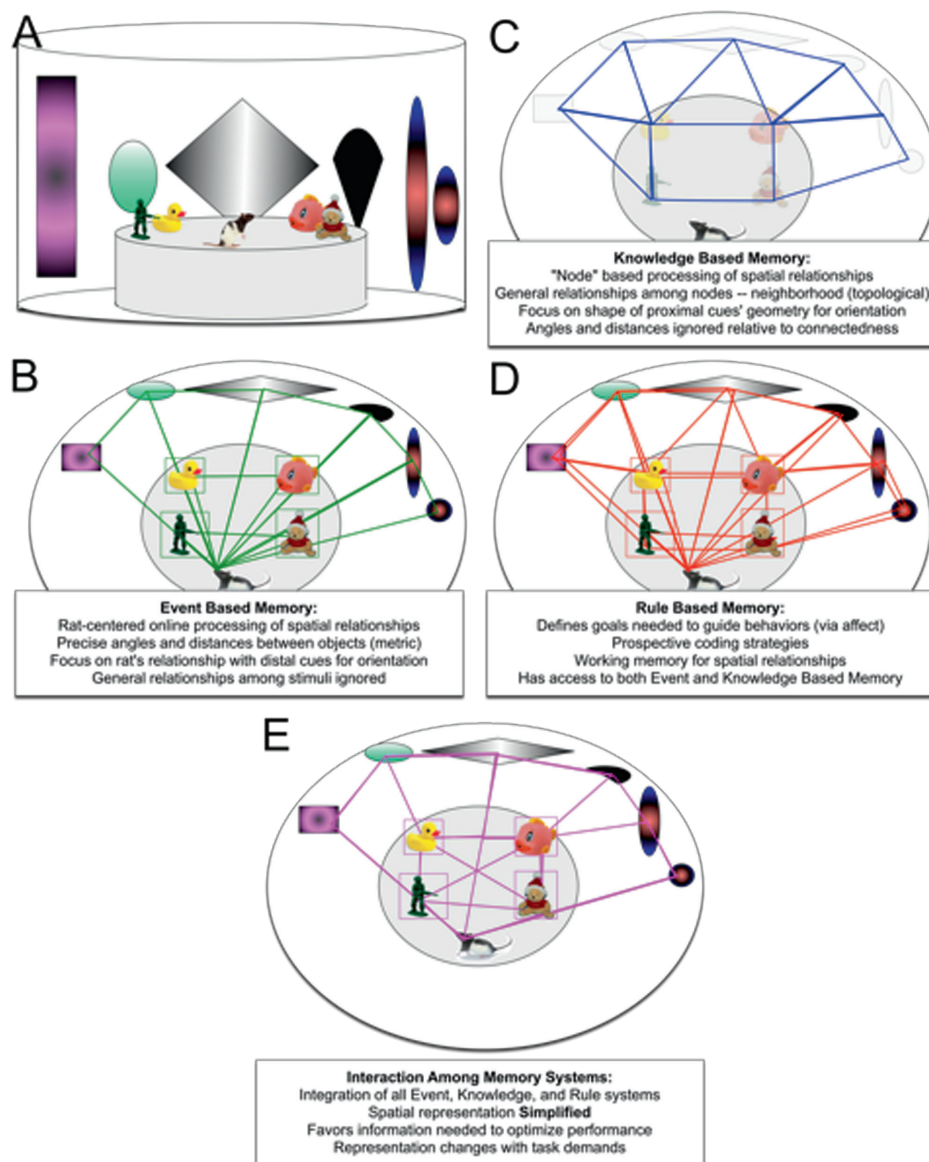 A
C
Knowledge Based Memory:
"Node" based processing of spatial relationships
General relationships among nodes -- neighborhood (topological)
Focus on shape of proximal cues' geometry for orientation
Angles and distances ignored relative to connectedness
B
Event Based Memory:
Rat-centered online processing of spatial relationships
Precise angles and distances between objects (metric)
Focus on rat's relationship with distal cues for orientation
General relationships among stimuli ignored
D
Rule Based Memory:
Defines goals needed to guide behaviors (via affect)
Prospective coding strategies
Working memory for spatial relationships
Has access to both Event and Knowledge Based Memory
E
Interaction Among Memory Systems:
Integration of all Event, Knowledge, and Rule systems
Spatial representation Simplified
Favors information needed to optimize performance
Representation changes with task demands